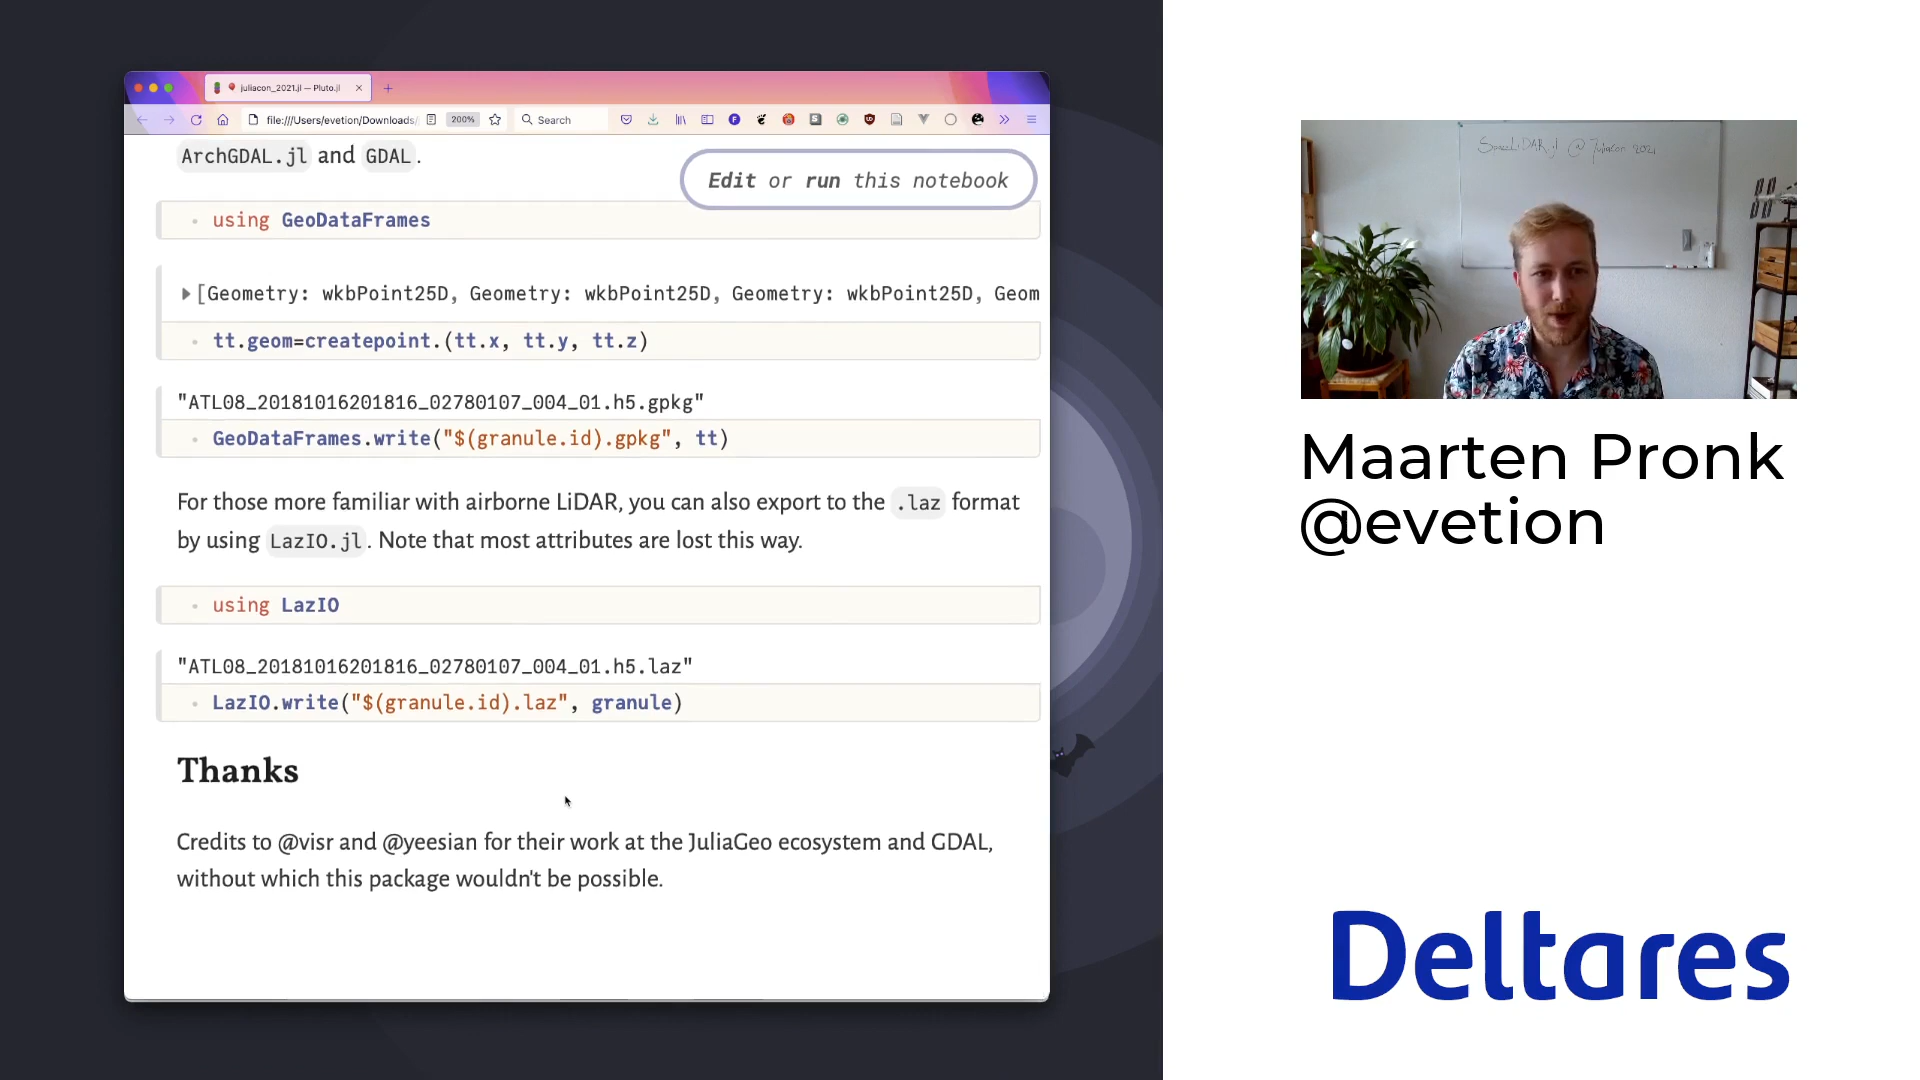 juliacon_2021.jl — Pluto.jl
file:///Users/evetion/Downloads/
200%
Search
ArchGDAL.jl and GDAL.
Edit or run this notebook
using GeoDataFrames
[Geometry: wkbPoint25D, Geometry: wkbPoint25D, Geometry: wkbPoint25D, Geom
tt.geom=createpoint.(tt.x, tt.y, tt.z)
"ATL08_20181016201816_02780107_004_01.h5.gpkg"
GeoDataFrames.write("$(granule.id).gpkg", tt)
For those more familiar with airborne LiDAR, you can also export to the .laz format
by using LazIO.jl. Note that most attributes are lost this way.
using LazIO
"ATL08_20181016201816_02780107_004_01.h5.laz"
LazIO.write("$(granule.id).laz", granule)
Thanks
Credits to @visr and @yeesian for their work at the JuliaGeo ecosystem and GDAL,
without which this package wouldn't be possible.
SpaceLiDAR.jl @ Juliacon 2021
Maarten Pronk
@evetion
Deltares